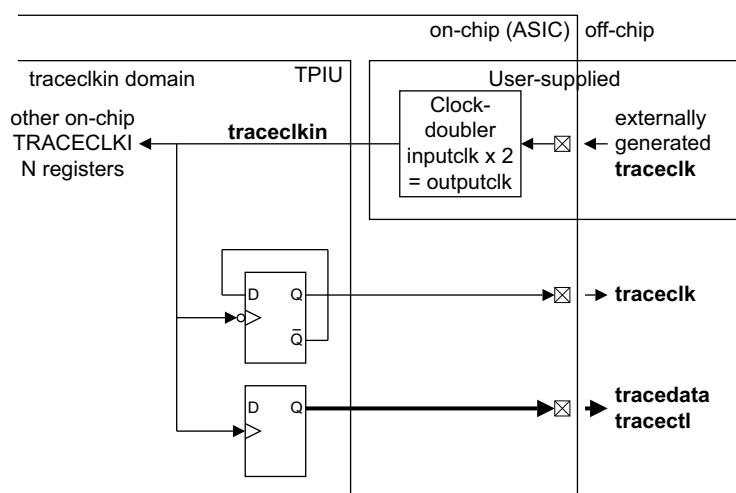 on-chip (ASIC) off-chip
traceclkin domain
TPIU
User-supplied
other on-chip
TRACECLKI
N registers
traceclkin
Clock-
doubler
inputclk x 2
= outputclk
externally
generated
traceclk
D Q
Q̅
traceclk
D Q
tracedata
tracectl